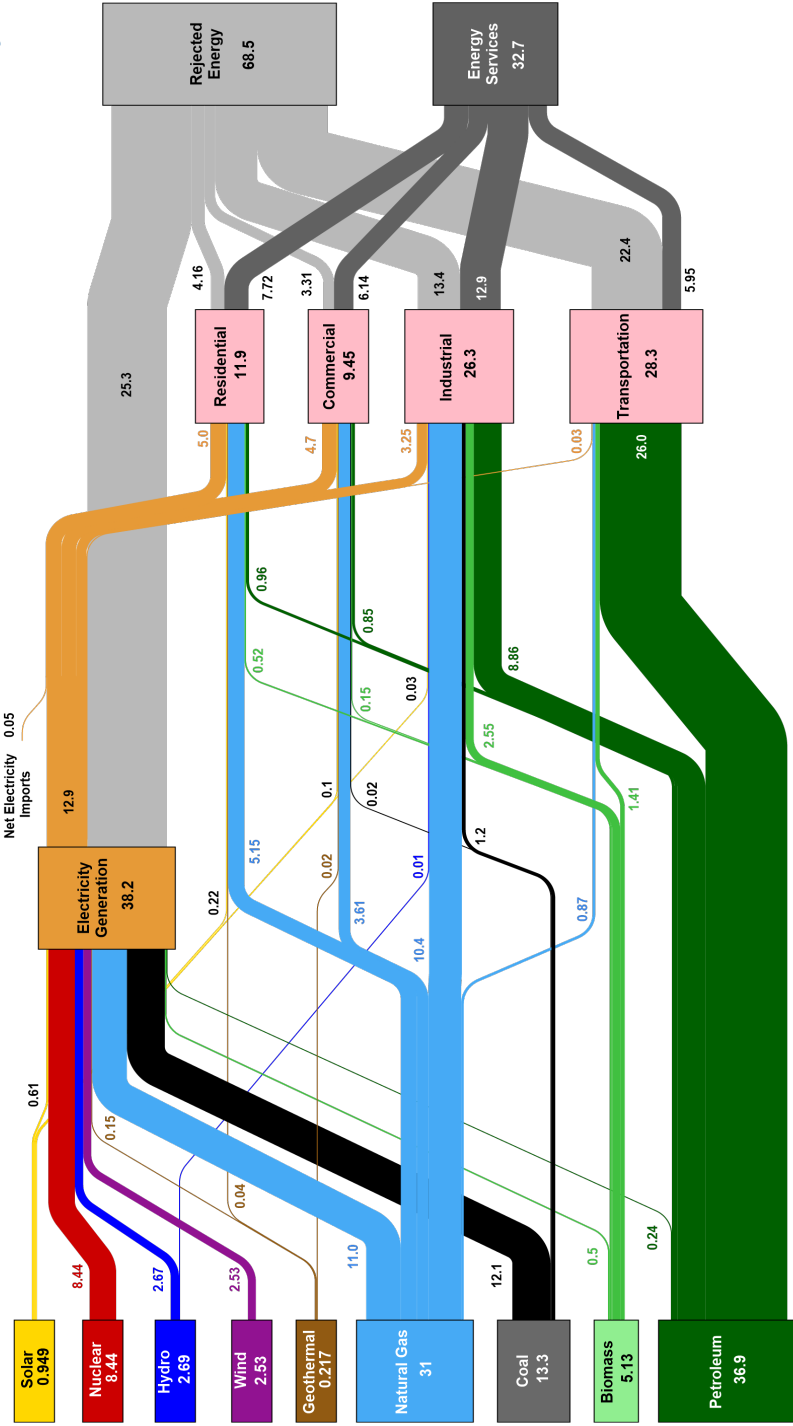 Solar
0.949
Nuclear
8.44
Hydro
2.69
Wind
2.53
Geothermal
0.217
Natural Gas
31
Coal
13.3
Biomass
5.13
Petroleum
36.9
0.61
8.44
2.67
2.53
0.15
0.04
11.0
12.1
0.5
0.24
Electricity
Generation
38.2
Net Electricity
Imports
0.05
12.9
25.3
0.22
5.15
0.02
3.61
0.1
0.02
0.01
10.4
0.03
1.2
0.87
1.41
0.52
0.96
0.15
0.85
2.55
8.86
5.0
4.7
3.25
0.03
26.0
Residential
11.9
Commercial
9.45
Industrial
26.3
Transportation
28.3
4.16
7.72
3.31
6.14
13.4
12.9
22.4
5.95
Rejected
Energy
68.5
Energy
Services
32.7